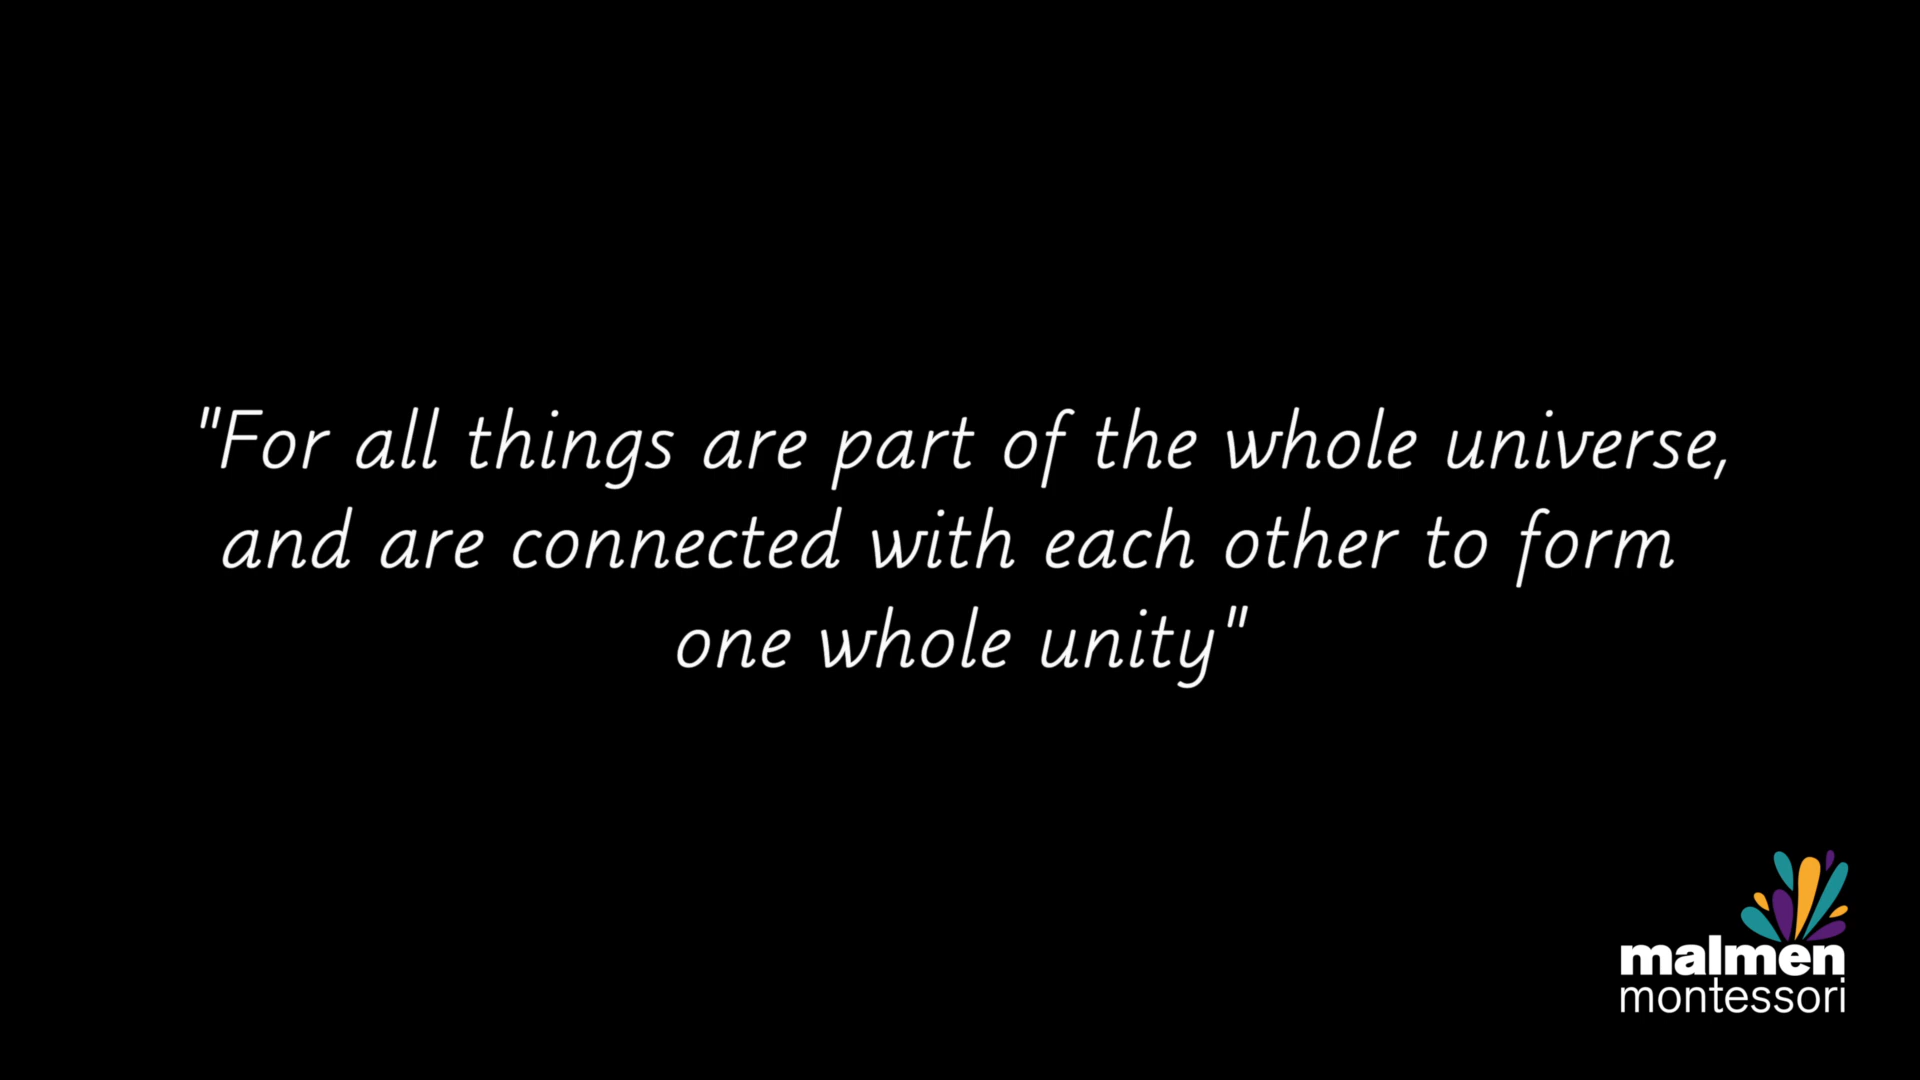 "For all things are part of the whole universe,
and are connected with each other to form
one whole unity"
malmen
montessori